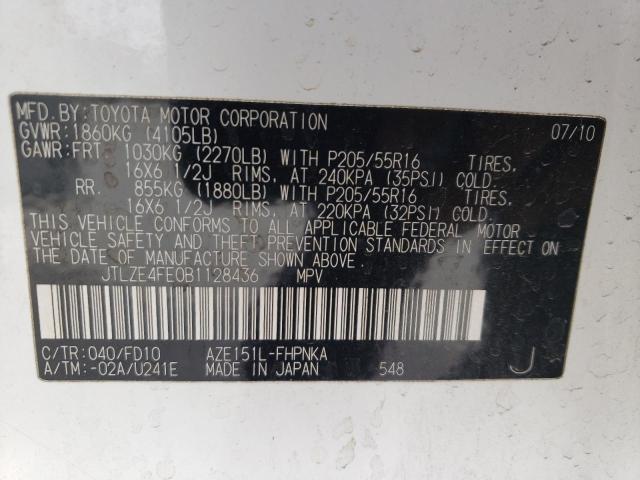 MFD.BY:TOYOTA MOTOR CORPORATION 07/10
GVWR:1860KG (4105LB)
GAWR:FRT 1030KG (2270LB) WITH P205/55R16 TIRES,
16X6 1/2J RIMS, AT 240KPA (35PSI) COLD.
RR. 855KG (1880LB) WITH P205/55R16 TIRES,
16X6 1/2J RIMS, AT 220KPA (32PSI) COLD.
THIS VEHICLE CONFORMS TO ALL APPLICABLE FEDERAL MOTOR
VEHICLE SAFETY AND THEFT PREVENTION STANDARDS IN EFFECT ON
THE DATE OF MANUFACTURE SHOWN ABOVE.
JTLZE4FE0B1128436 MPV
C/TR:040/FD10 AZE151L-FHPNKA
A/TM:-02A/U241E MADE IN JAPAN 548 J